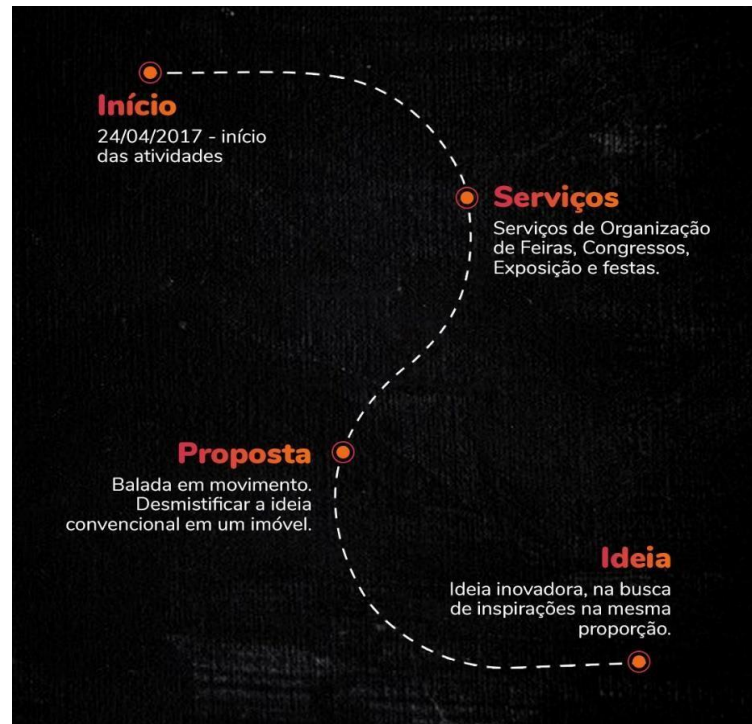 Início
24/04/2017 - início
das atividades
Serviços
Serviços de Organização
de Feiras, Congressos,
Exposição e festas.
Proposta
Balada em movimento.
Desmistificar a ideia
convencional em um imóvel.
Ideia
Ideia inovadora, na busca
de inspirações na mesma
proporção.